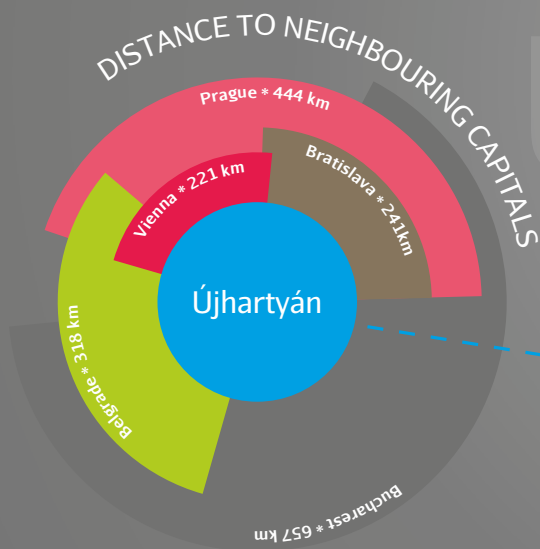 DISTANCE TO NEIGHBOURING CAPITALS
Prague * 444 km
Bratislava * 241km
Vienna * 221 km
Újhartyán
Belgrade * 318 km
Bucharest * 657 km